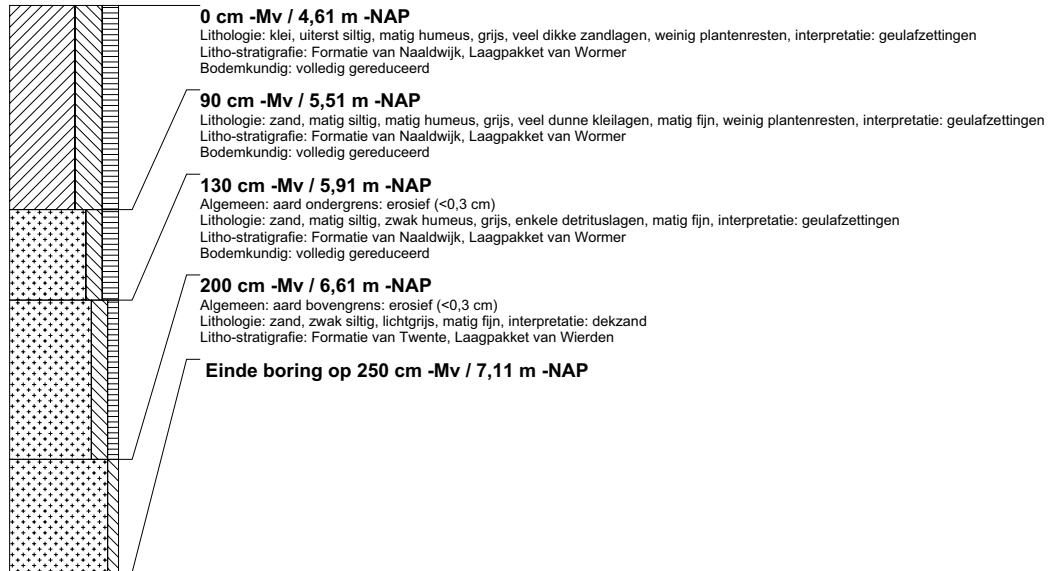 0 cm -Mv / 4,61 m -NAP
Lithologie: klei, uiterst siltig, matig humeus, grijs, veel dikke zandlagen, weinig plantenresten, interpretatie: geulafzettingen
Litho-stratigrafie: Formatie van Naaldwijk, Laagpakket van Wormer
Bodemkundig: volledig gereduceerd
90 cm -Mv / 5,51 m -NAP
Lithologie: zand, matig siltig, matig humeus, grijs, veel dunne kleilagen, matig fijn, weinig plantenresten, interpretatie: geulafzettingen
Litho-stratigrafie: Formatie van Naaldwijk, Laagpakket van Wormer
Bodemkundig: volledig gereduceerd
130 cm -Mv / 5,91 m -NAP
Algemeen: aard ondergrens: erosief (<0,3 cm)
Lithologie: zand, matig siltig, zwak humeus, grijs, enkele detrituslagen, matig fijn, interpretatie: geulafzettingen
Litho-stratigrafie: Formatie van Naaldwijk, Laagpakket van Wormer
Bodemkundig: volledig gereduceerd
200 cm -Mv / 6,61 m -NAP
Algemeen: aard bovengrens: erosief (<0,3 cm)
Lithologie: zand, zwak siltig, lichtgrijs, matig fijn, interpretatie: dekzand
Litho-stratigrafie: Formatie van Twente, Laagpakket van Wierden
Einde boring op 250 cm -Mv / 7,11 m -NAP